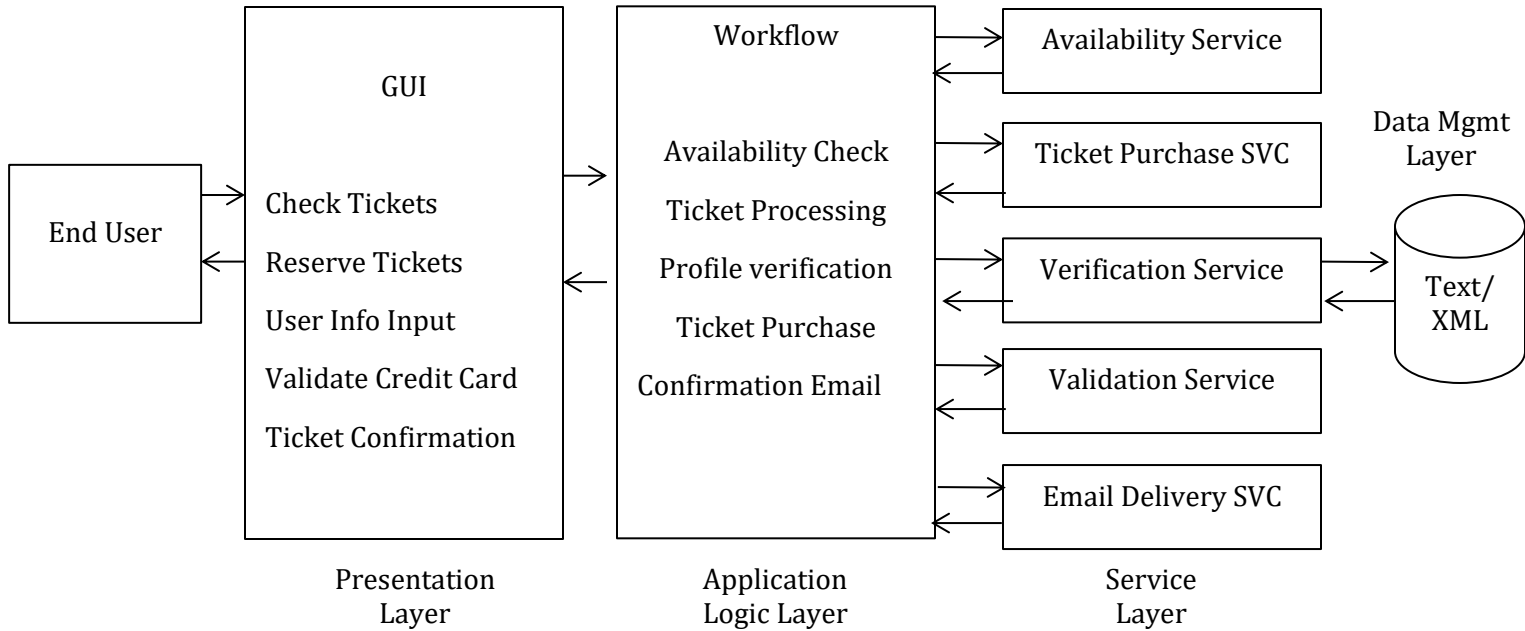 End User
GUI
Check Tickets
Reserve Tickets
User Info Input
Validate Credit Card
Ticket Confirmation
Presentation
Layer
Workflow
Availability Check
Ticket Processing
Profile verification
Ticket Purchase
Confirmation Email
Application
Logic Layer
Availability Service
Ticket Purchase SVC
Verification Service
Validation Service
Email Delivery SVC
Service
Layer
Data Mgmt
Layer
Text/
XML